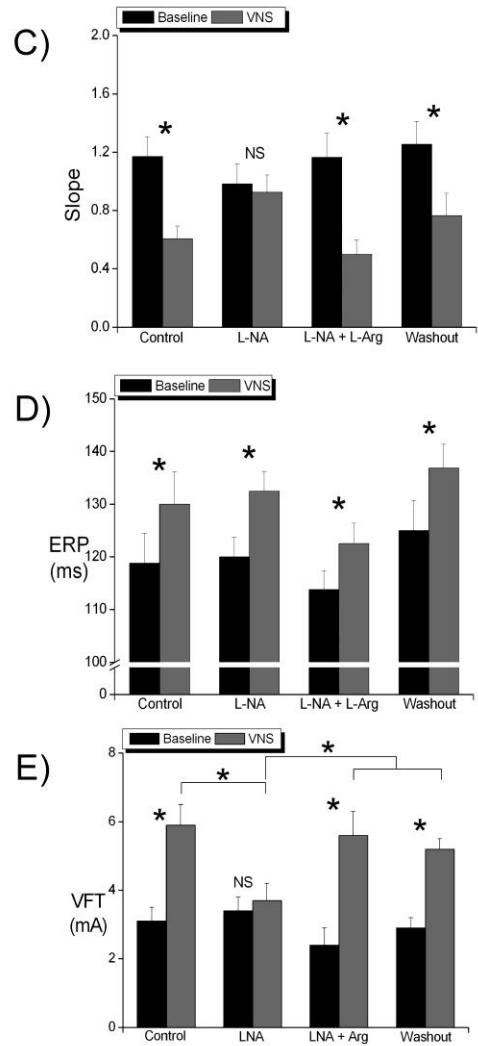 C)
Baseline VNS
2.0
1.6
1.2
0.8
0.4
0.0
Slope
* NS * *
Control L-NA L-NA + L-Arg Washout
D)
Baseline VNS
150
140
130
120
110
100
0
ERP
(ms)
* * * *
Control L-NA L-NA + L-Arg Washout
E)
Baseline VNS
8
6
4
2
0
VFT
(mA)
* *
* NS * *
Control LNA LNA + Arg Washout